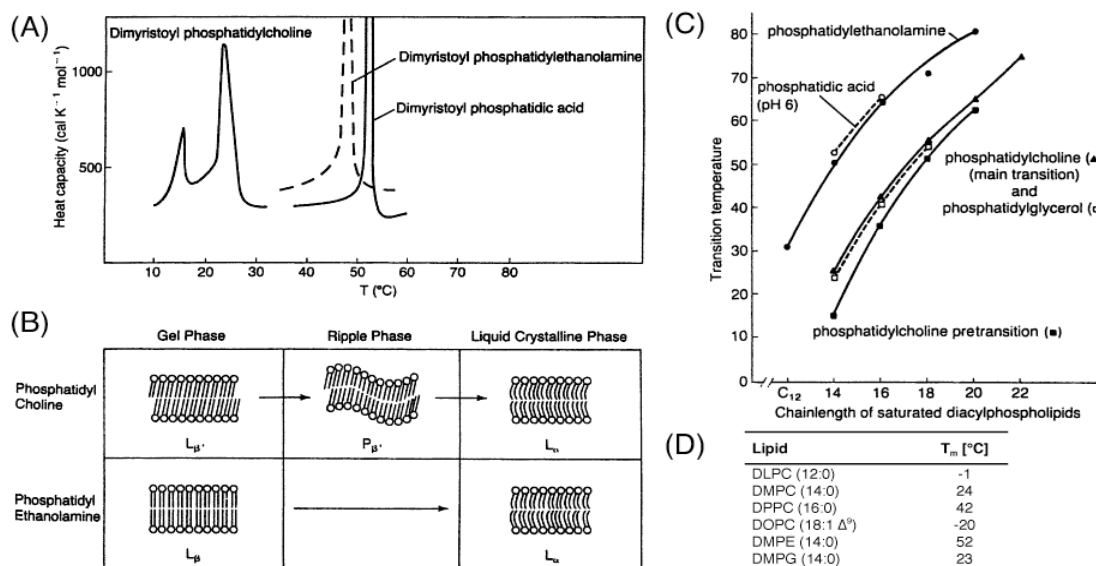 (A)
Dimyristoyl phosphatidylcholine
Dimyristoyl phosphatidylethanolamine
Dimyristoyl phosphatidic acid
Heat capacity (cal K⁻¹ mol⁻¹)
1000
500
10 20 30 40 50 60 70 80
T (°C)
(B)
Gel Phase Ripple Phase Liquid Crystalline Phase
Phosphatidyl
Choline
Lβ' Pβ' Lα
Phosphatidyl
Ethanolamine
Lβ Lα
(C)
phosphatidylethanolamine
phosphatidic acid
(pH 6)
phosphatidylcholine (▲
(main transition)
and
phosphatidylglycerol (□
phosphatidylcholine pretransition (■)
Transition temperature
80
70
60
50
40
30
20
10
0
C₁₂ 14 16 18 20 22
Chainlength of saturated diacylphospholipids
(D)
Lipid Tm [°C]
DLPC (12:0) -1
DMPC (14:0) 24
DPPC (16:0) 42
DOPC (18:1 Δ⁹) -20
DMPE (14:0) 52
DMPG (14:0) 23